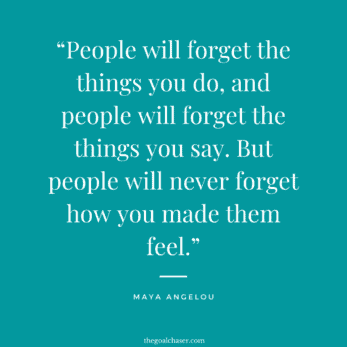 “People will forget the
things you do, and
people will forget the
things you say. But
people will never forget
how you made them
feel.”
MAYA ANGELOU
thegoalchaser.com